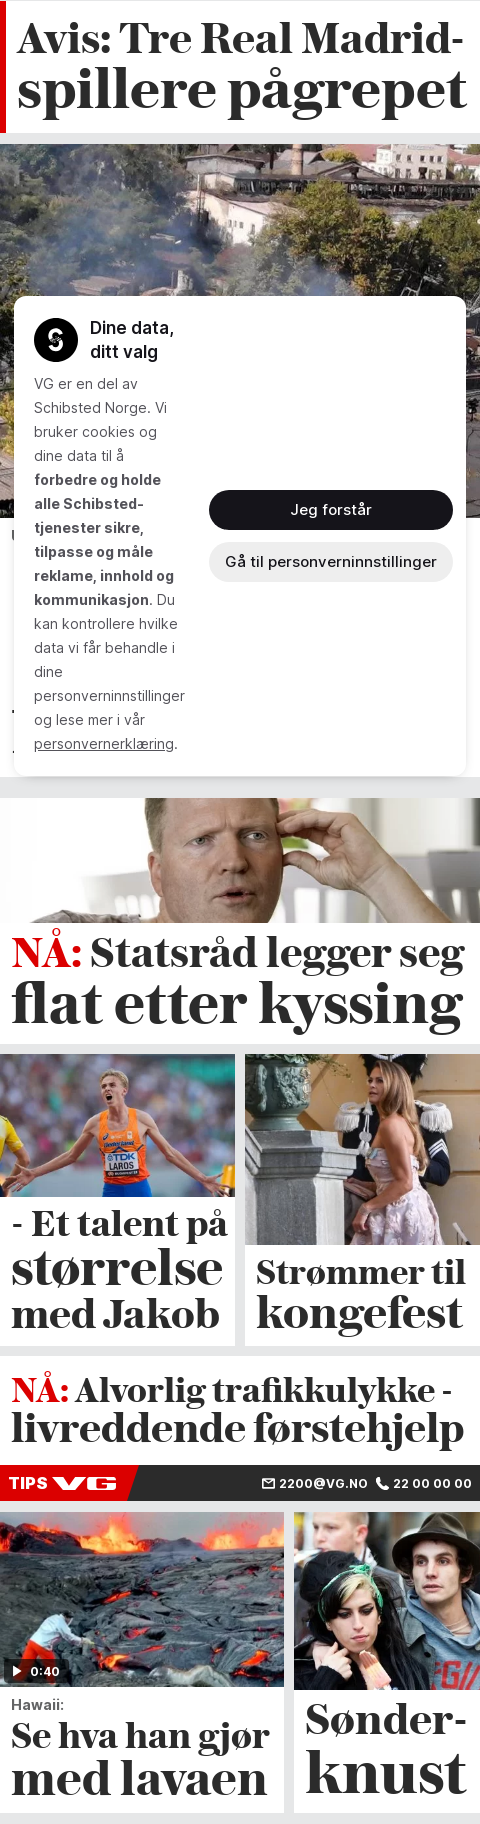 Avis: Tre Real Madrid-
spillere pågrepet
Dine data,
ditt valg
VG er en del av
Schibsted Norge. Vi
bruker cookies og
dine data til å
forbedre og holde
alle Schibsted-
tjenester sikre,
tilpasse og måle
reklame, innhold og
kommunikasjon. Du
kan kontrollere hvilke
data vi får behandle i
dine
personverninnstillinger
og lese mer i vår
personvernerklæring.
Jeg forstår
Gå til personverninnstillinger
NÅ: Statsråd legger seg
flat etter kyssing
TDK
LAROS
- Et talent på
størrelse
med Jakob
Strømmer til
kongefest
NÅ: Alvorlig trafikkulykke -
livreddende førstehjelp
TIPS VG
2200@VG.NO 22 00 00 00
0:40
Hawaii:
Se hva han gjør
med lavaen
Sønder-
knust